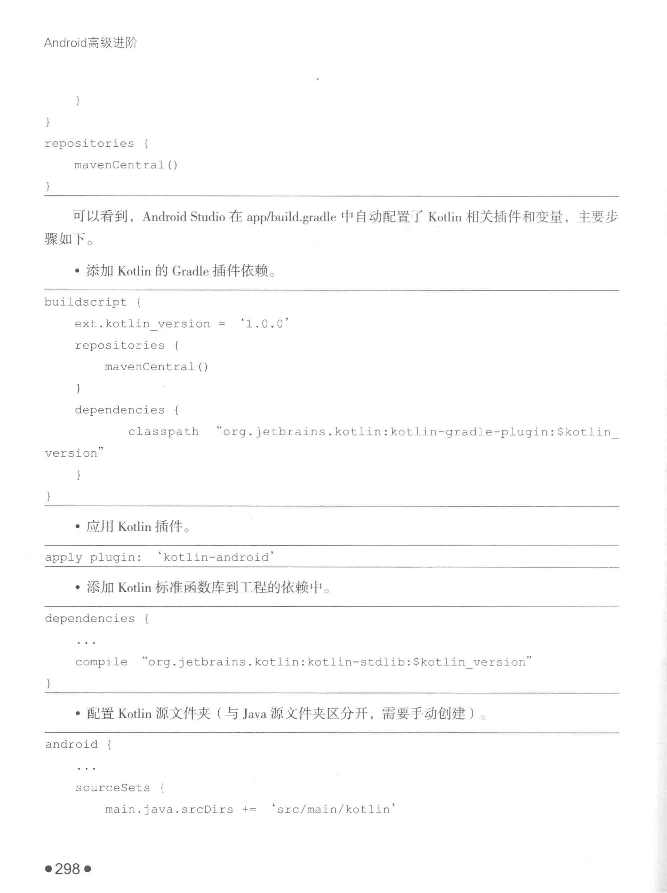 Android高级进阶
}
}
repositories {
mavenCentral()
}
可以看到，Android Studio 在 app/build.gradle 中自动配置了 Kotlin 相关插件和变量，主要步
骤如下。
• 添加 Kotlin 的 Gradle 插件依赖。
buildscript {
ext.kotlin_version = ‘1.0.0’
repositories {
mavenCentral()
}
dependencies {
classpath “org.jetbrains.kotlin:kotlin-gradle-plugin:$kotlin_
version”
}
}
• 应用 Kotlin 插件。
apply plugin: ‘kotlin-android’
• 添加 Kotlin 标准函数库到工程的依赖中。
dependencies {
...
compile “org.jetbrains.kotlin:kotlin-stdlib:$kotlin_version”
}
• 配置 Kotlin 源文件夹（与 Java 源文件夹区分开，需要手动创建）。
android {
...
sourceSets {
main.java.srcDirs += ‘src/main/kotlin’
●298●